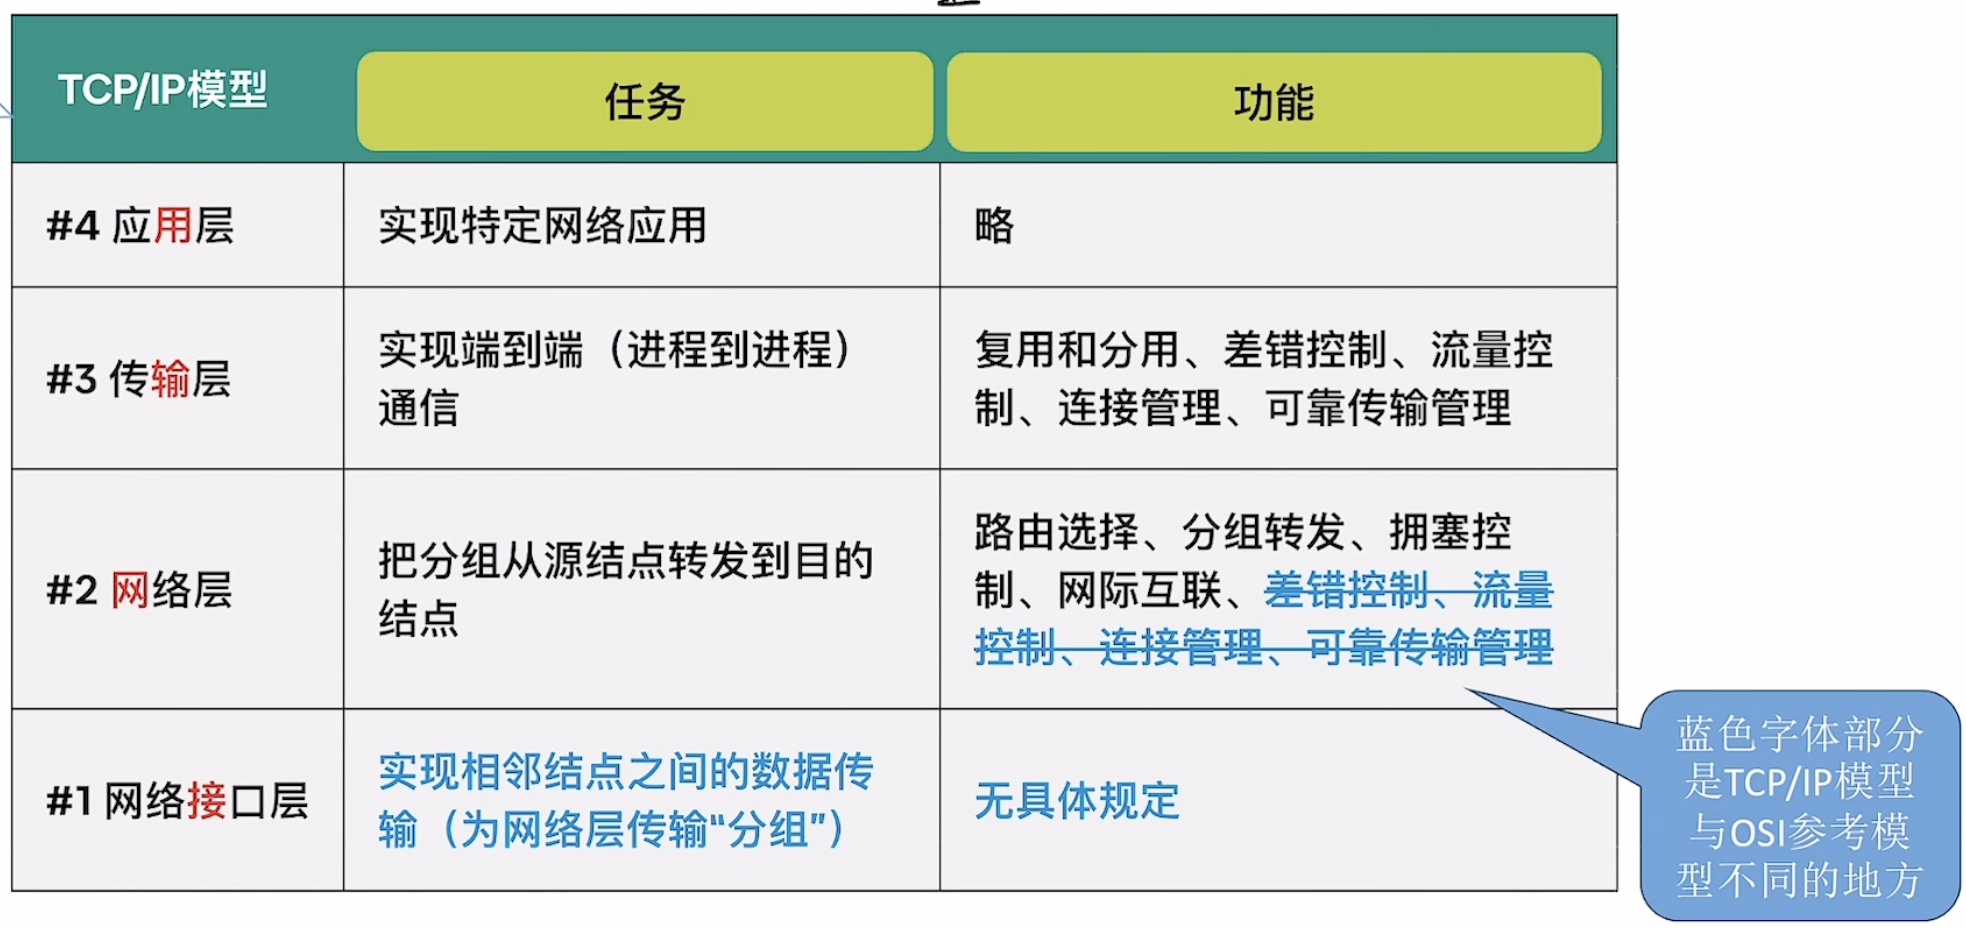 TCP/IP模型
任务
功能
#4 应用层
实现特定网络应用
略
#3 传输层
实现端到端（进程到进程）
通信
复用和分用、差错控制、流量控
制、连接管理、可靠传输管理
#2 网络层
把分组从源结点转发到目的
结点
路由选择、分组转发、拥塞控
制、网际互联、差错控制、流量
控制、连接管理、可靠传输管理
#1 网络接口层
实现相邻结点之间的数据传
输（为网络层传输“分组”）
无具体规定
蓝色字体部分
是TCP/IP模型
与OSI参考模
型不同的地方